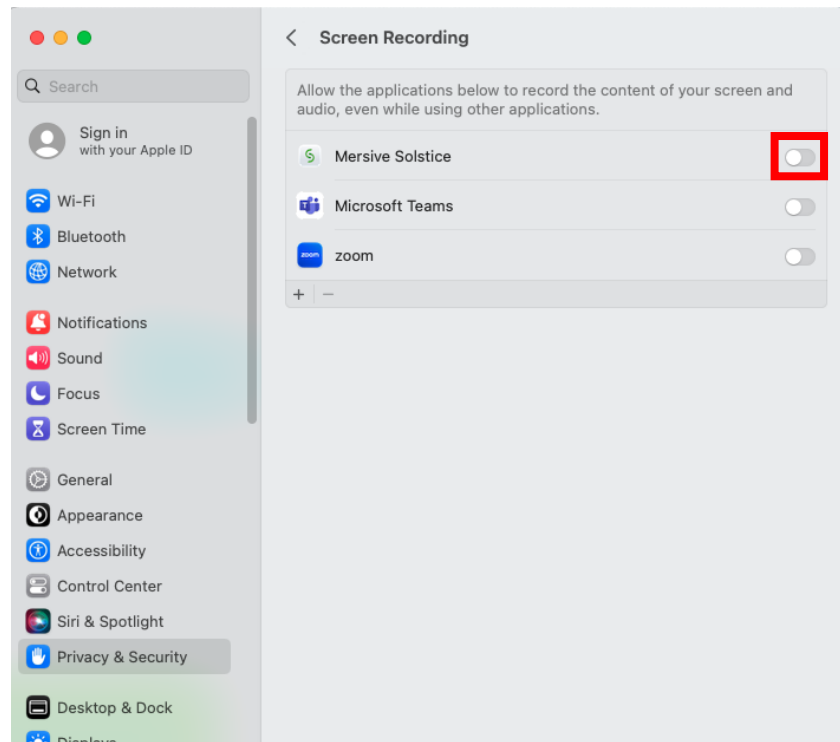 Screen Recording
Search
Sign in
with your Apple ID
Wi-Fi
Bluetooth
Network
Notifications
Sound
Focus
Screen Time
General
Appearance
Accessibility
Control Center
Siri & Spotlight
Privacy & Security
Desktop & Dock
Displays
Allow the applications below to record the content of your screen and
audio, even while using other applications.
Mersive Solstice
Microsoft Teams
zoom
zoom
+ −